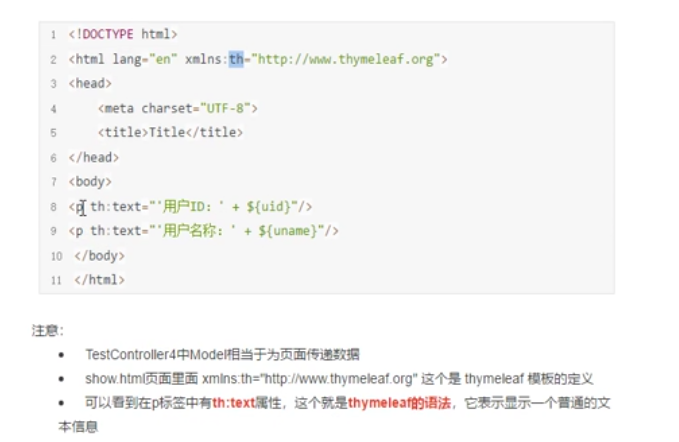 1 <!DOCTYPE html>
2 <html lang="en" xmlns:th="http://www.thymeleaf.org">
3 <head>
4 <meta charset="UTF-8">
5 <title>Title</title>
6 </head>
7 <body>
8 <p th:text="'用户ID: ' + ${uid}"/>
9 <p th:text="'用户名称: ' + ${uname}"/>
10 </body>
11 </html>
注意:
• TestController4中Model相当于为页面传递数据
• show.html页面里面 xmlns:th="http://www.thymeleaf.org" 这个是 thymeleaf 模板的定义
• 可以看到在p标签中有th:text属性，这个就是thymeleaf的语法，它表示显示一个普通的文
本信息